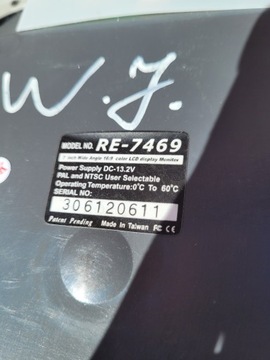 W.J.
MODEL NO. RE-7469
7 inch Wide Angle 16:9 color LCD display Monitor
Power Supply DC-13.2V
PAL and NTSC User Selectable
Operating Temperature:0°C To 60°C
SERIAL NO:
306120611
Patent Pending Made in Taiwan FC CE